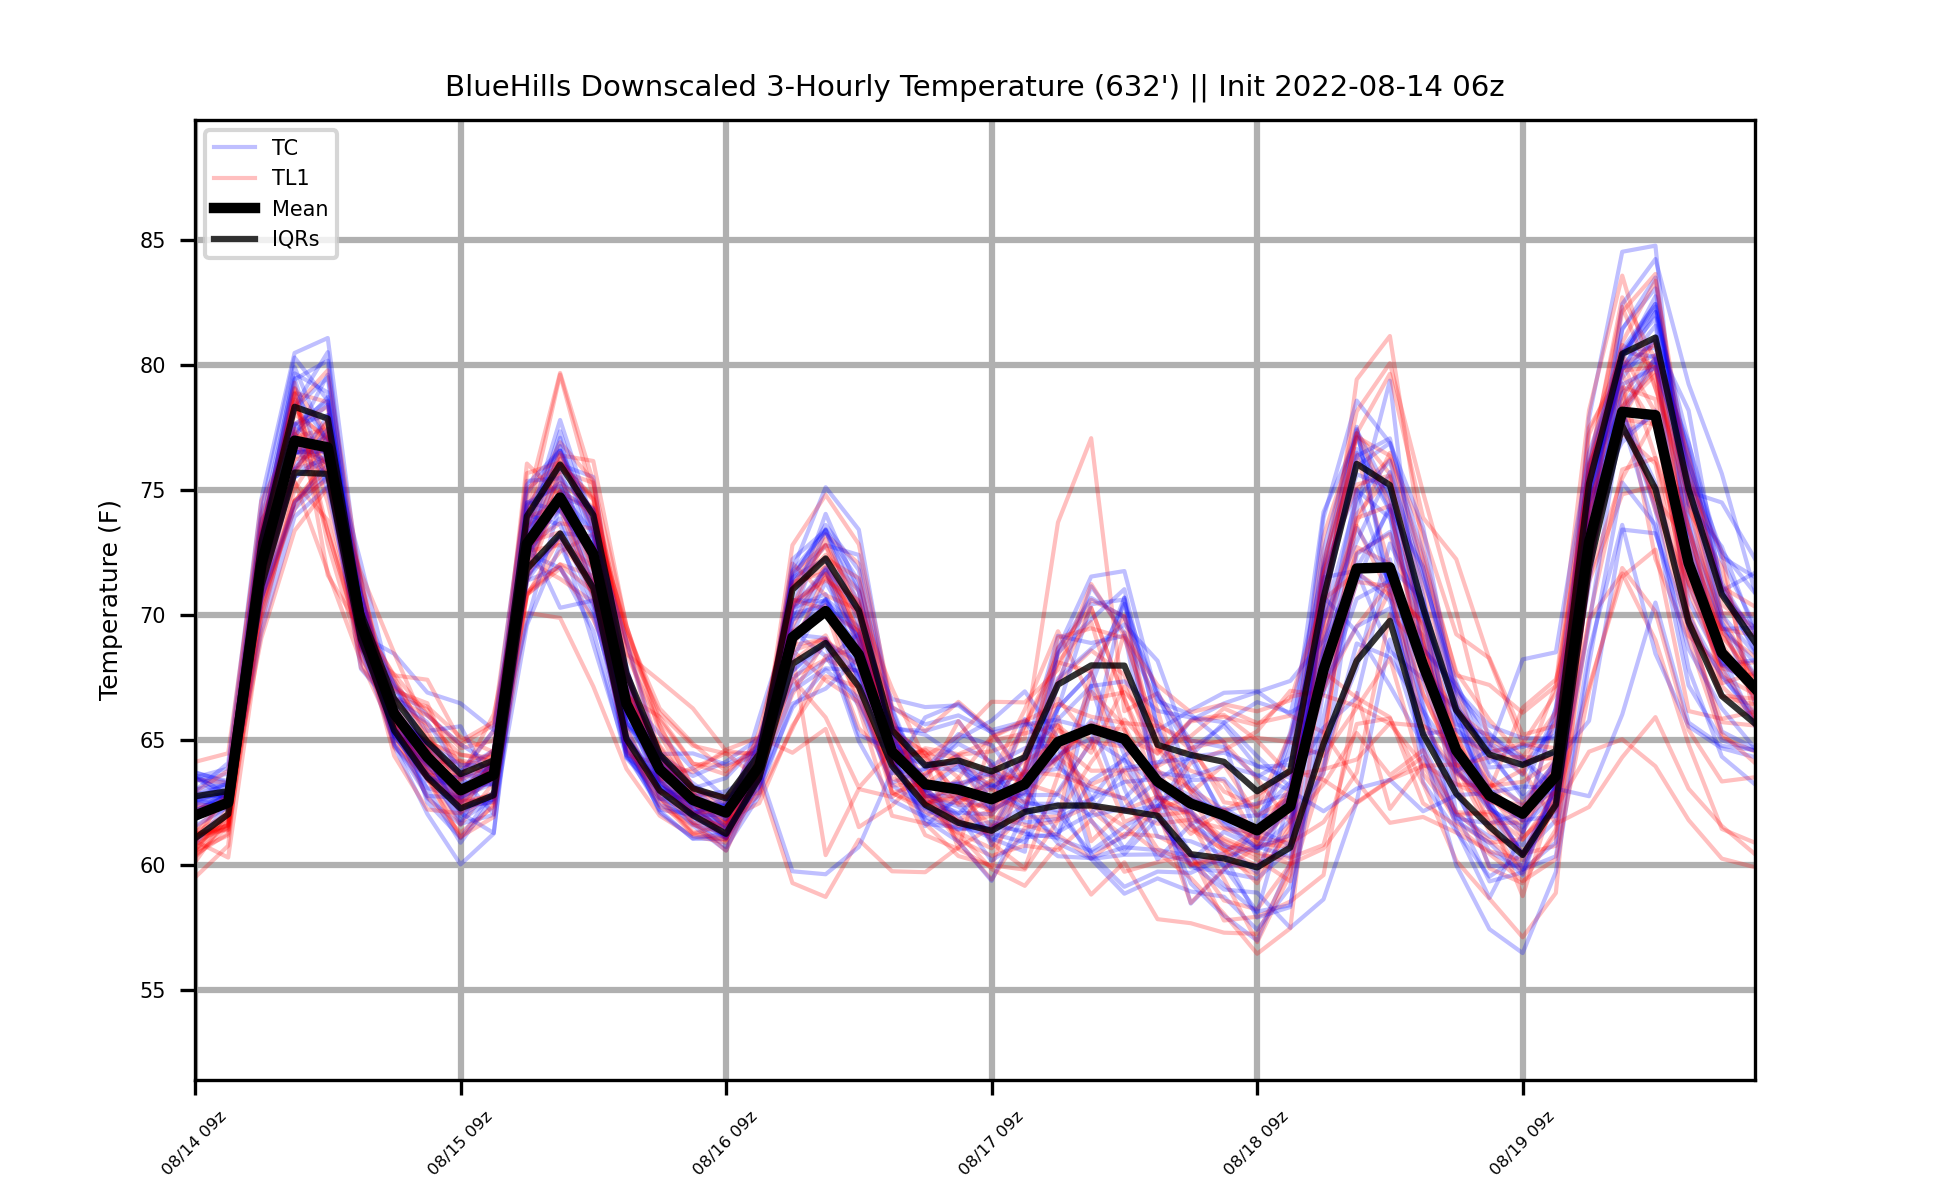 BlueHills Downscaled 3-Hourly Temperature (632') || Init 2022-08-14 06z
TC
TL1
Mean
IQRs
Temperature (F)
85
80
75
70
65
60
55
08/14 09z
08/15 09z
08/16 09z
08/17 09z
08/18 09z
08/19 09z